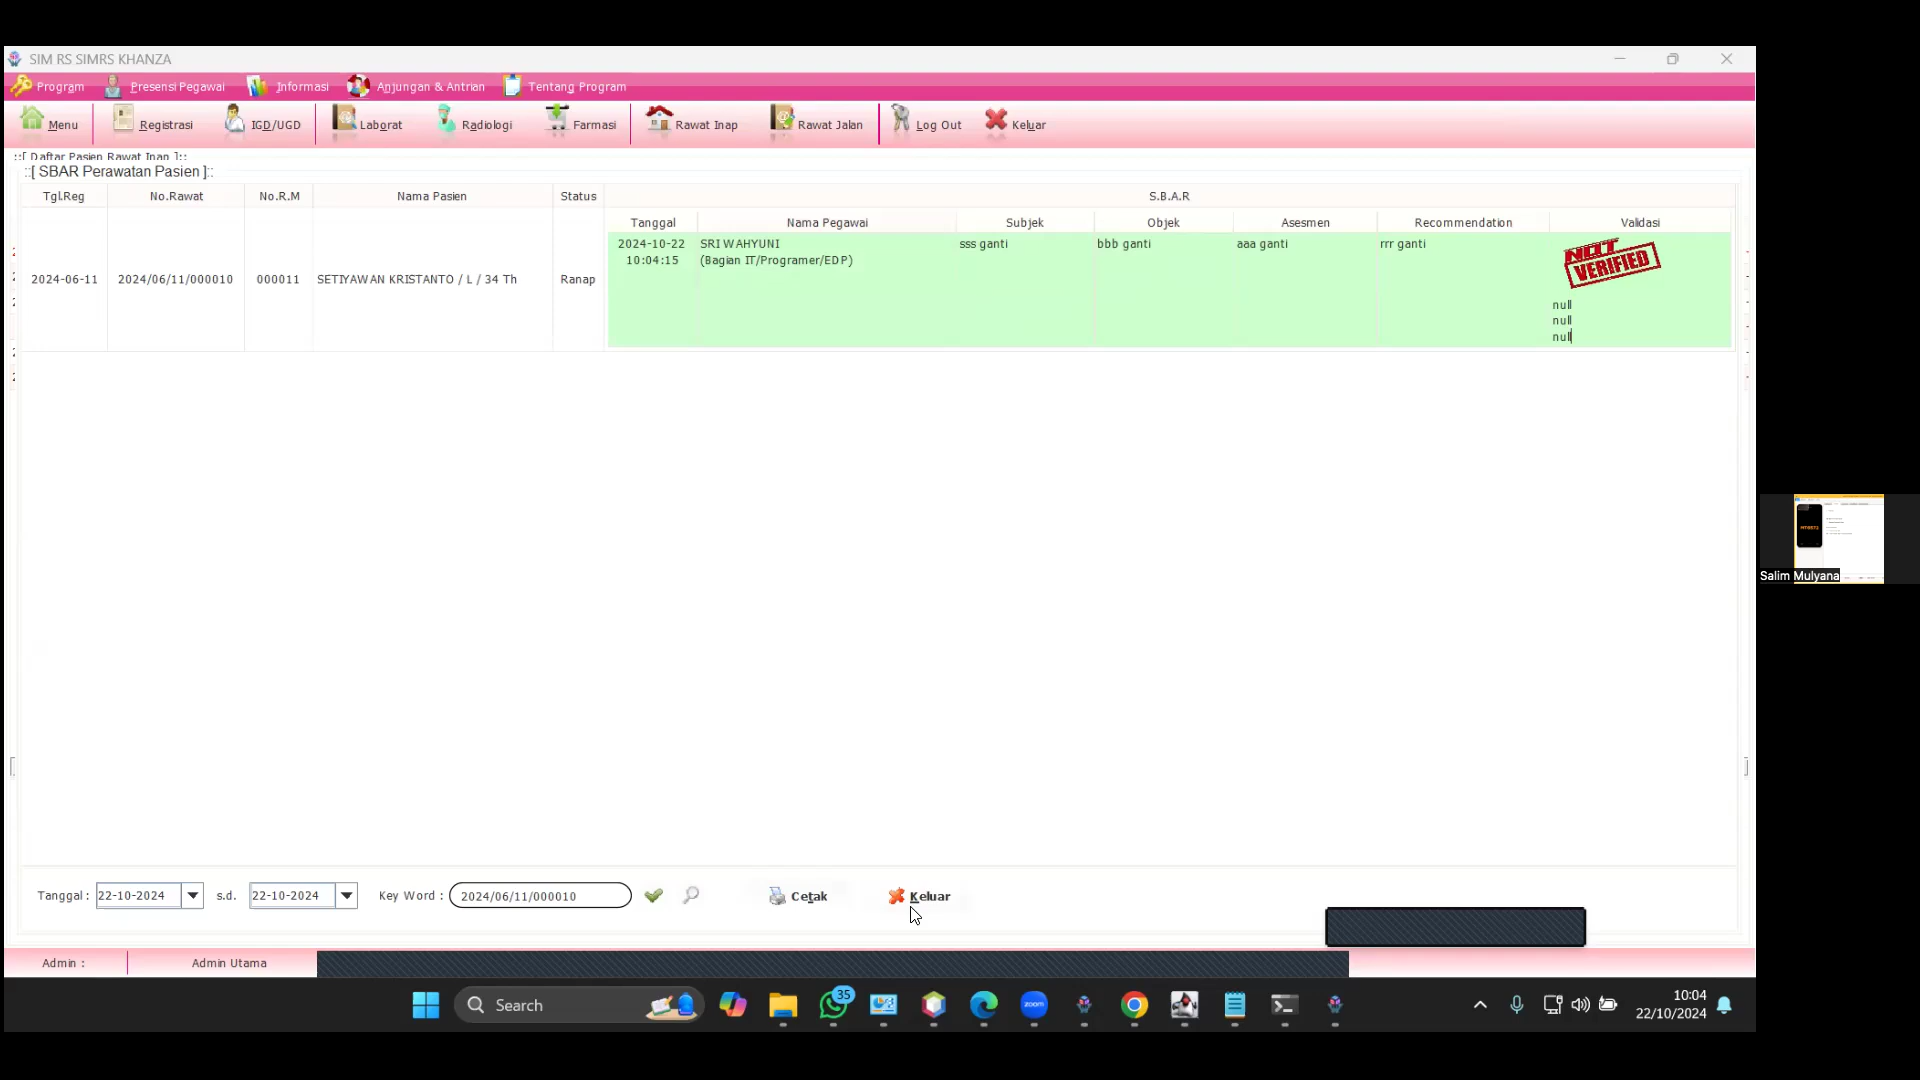 SIM RS SIMRS KHANZA
Program Presensi Pegawai Informasi Anjungan & Antrian Tentang Program
Menu Registrasi IGD/UGD Laborat Radiologi Farmasi Rawat Inap Rawat Jalan Log Out Keluar
::[ Daftar Pasien Rawat Inap ]::
::[ SBAR Perawatan Pasien ]::
Tgl.Reg No.Rawat No.R.M Nama Pasien Status S.B.A.R
Tanggal Nama Pegawai Subjek Objek Asesmen Recommendation Validasi
2024-10-22 SRI WAHYUNI sss ganti bbb ganti aaa ganti rrr ganti
10:04:15 (Bagian IT/Programer/EDP)
NOT
VERIFIED
2024-06-11 2024/06/11/000010 000011 SETIYAWAN KRISTANTO / L / 34 Th Ranap
null
null
null
Salim Mulyana
Tanggal : 22-10-2024 s.d. 22-10-2024 Key Word : 2024/06/11/000010 Cetak Keluar
Admin : Admin Utama
Search 35 zoom
10:04
22/10/2024